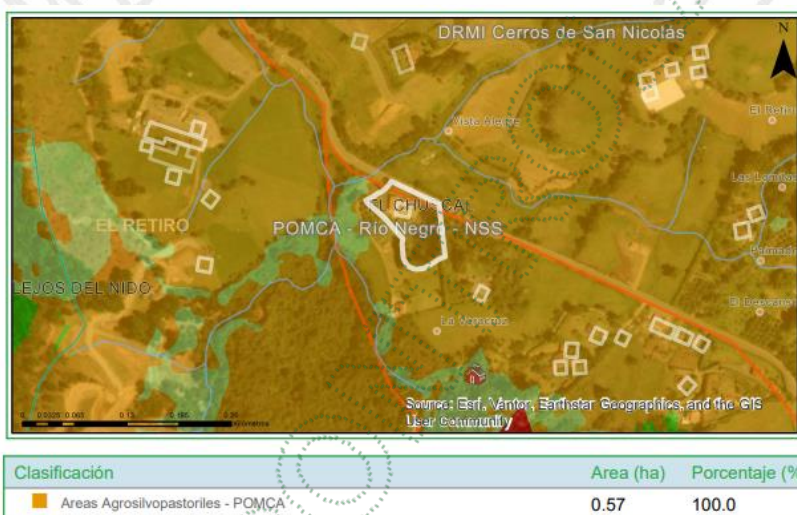 DRMI Cerros de San Nicolás
N
Vista Alegre
El Retiro
Las Lomitas
EL RETIRO
POMCA - Río Negro - NSS
LEJOS DEL NIDO
La Veracruz
El Descanso
Source: Esri, Vantor, Earthstar Geographics, and the GIS
User Community
Clasificación Area (ha) Porcentaje (%
Areas Agrosilvopastoriles - POMCA 0.57 100.0